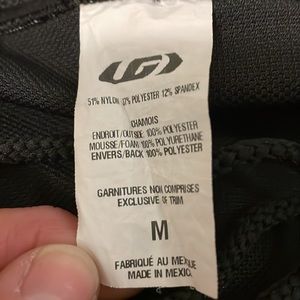 51% NYLON 37% POLYESTER 12% SPANDEX
CHAMOIS
ENDROIT/OUTSIDE 100% POLYESTER
MOUSSE/FOAM 100% POLYURETHANE
ENVERS/BACK 100% POLYESTER
GARNITURES NON COMPRISES
EXCLUSIVE OF TRIM
M
FABRIQUÉ AU MEXIQUE
MADE IN MEXICO